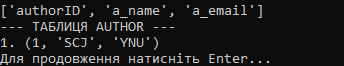 ['authorID', 'a_name', 'a_email']
--- ТАБЛИЦЯ AUTHOR ---
1. (1, 'SCJ', 'YNU')
Для продовження натисніть Enter...